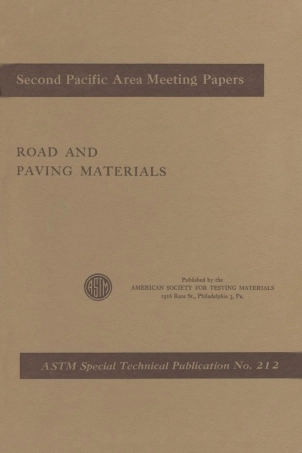 Second Pacific Area Meeting Papers
ROAD AND
PAVING MATERIALS
ASTM
Published by the
AMERICAN SOCIETY FOR TESTING MATERIALS
1916 Race St., Philadelphia 3, Pa.
ASTM Special Technical Publication No. 212